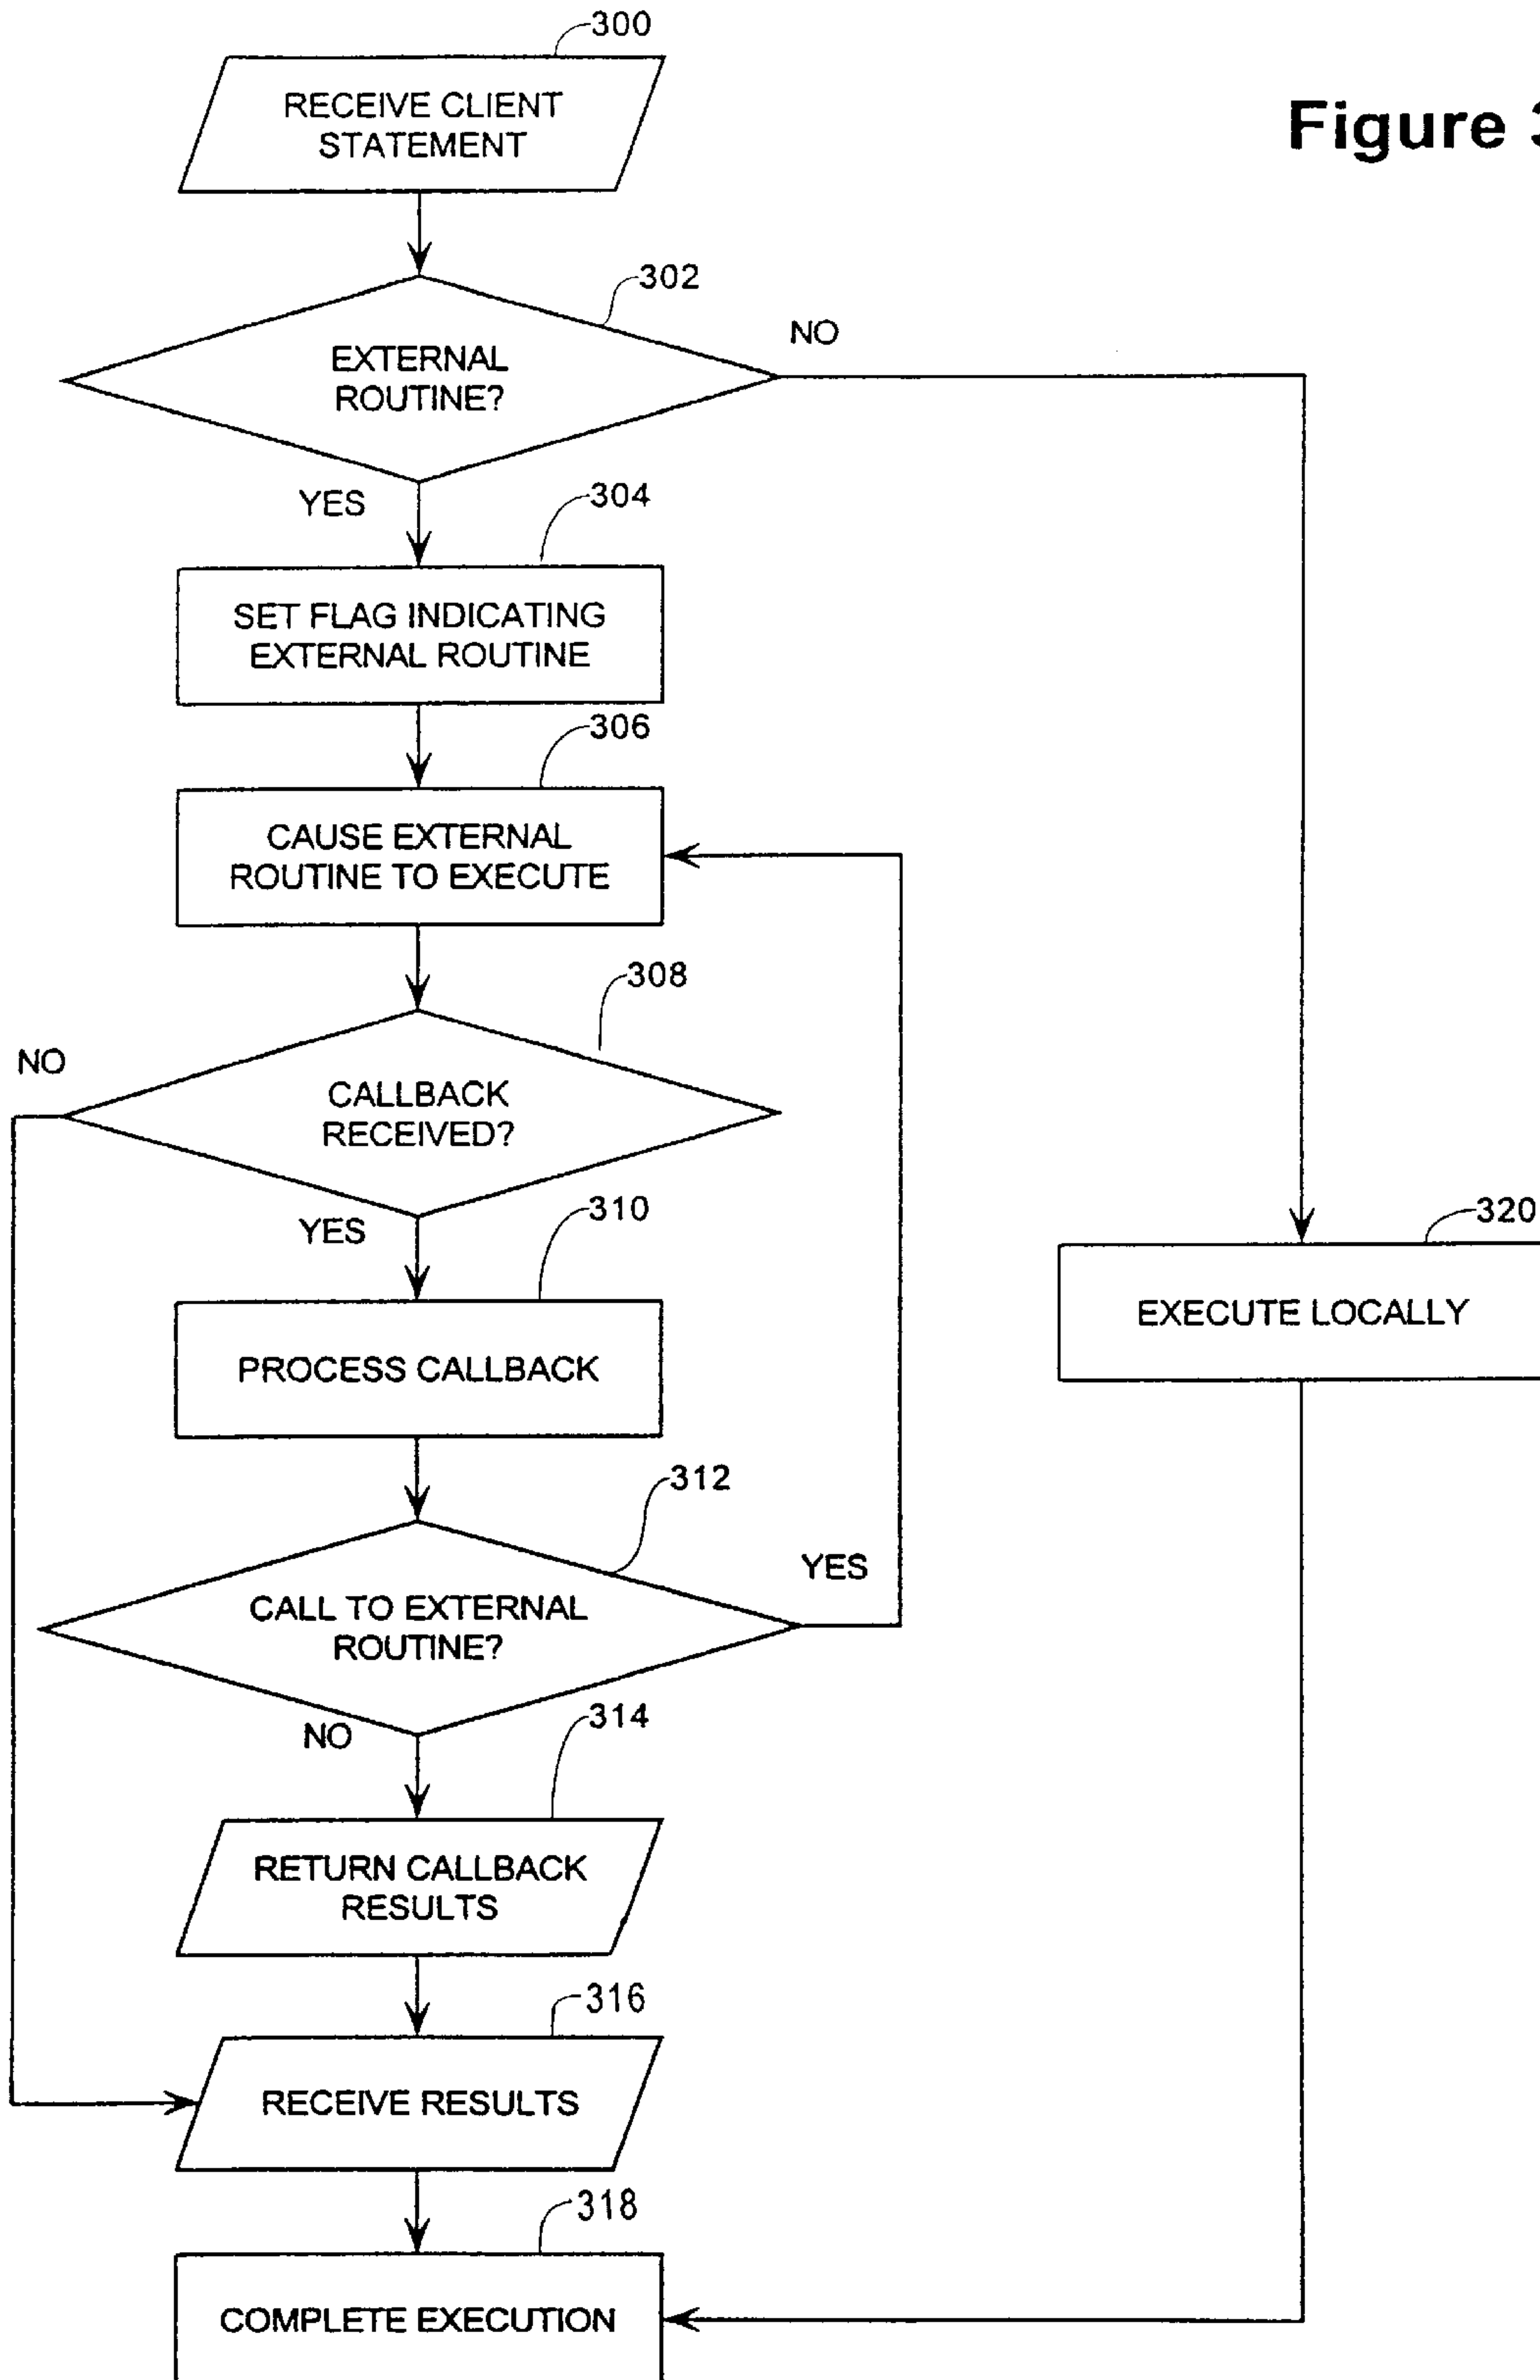 300
RECEIVE CLIENT
STATEMENT
Figure 3
302
EXTERNAL
ROUTINE?
NO
YES
304
SET FLAG INDICATING
EXTERNAL ROUTINE
306
CAUSE EXTERNAL
ROUTINE TO EXECUTE
308
NO
CALLBACK
RECEIVED?
YES
310
PROCESS CALLBACK
320
EXECUTE LOCALLY
312
CALL TO EXTERNAL
ROUTINE?
YES
NO
314
RETURN CALLBACK
RESULTS
316
RECEIVE RESULTS
318
COMPLETE EXECUTION